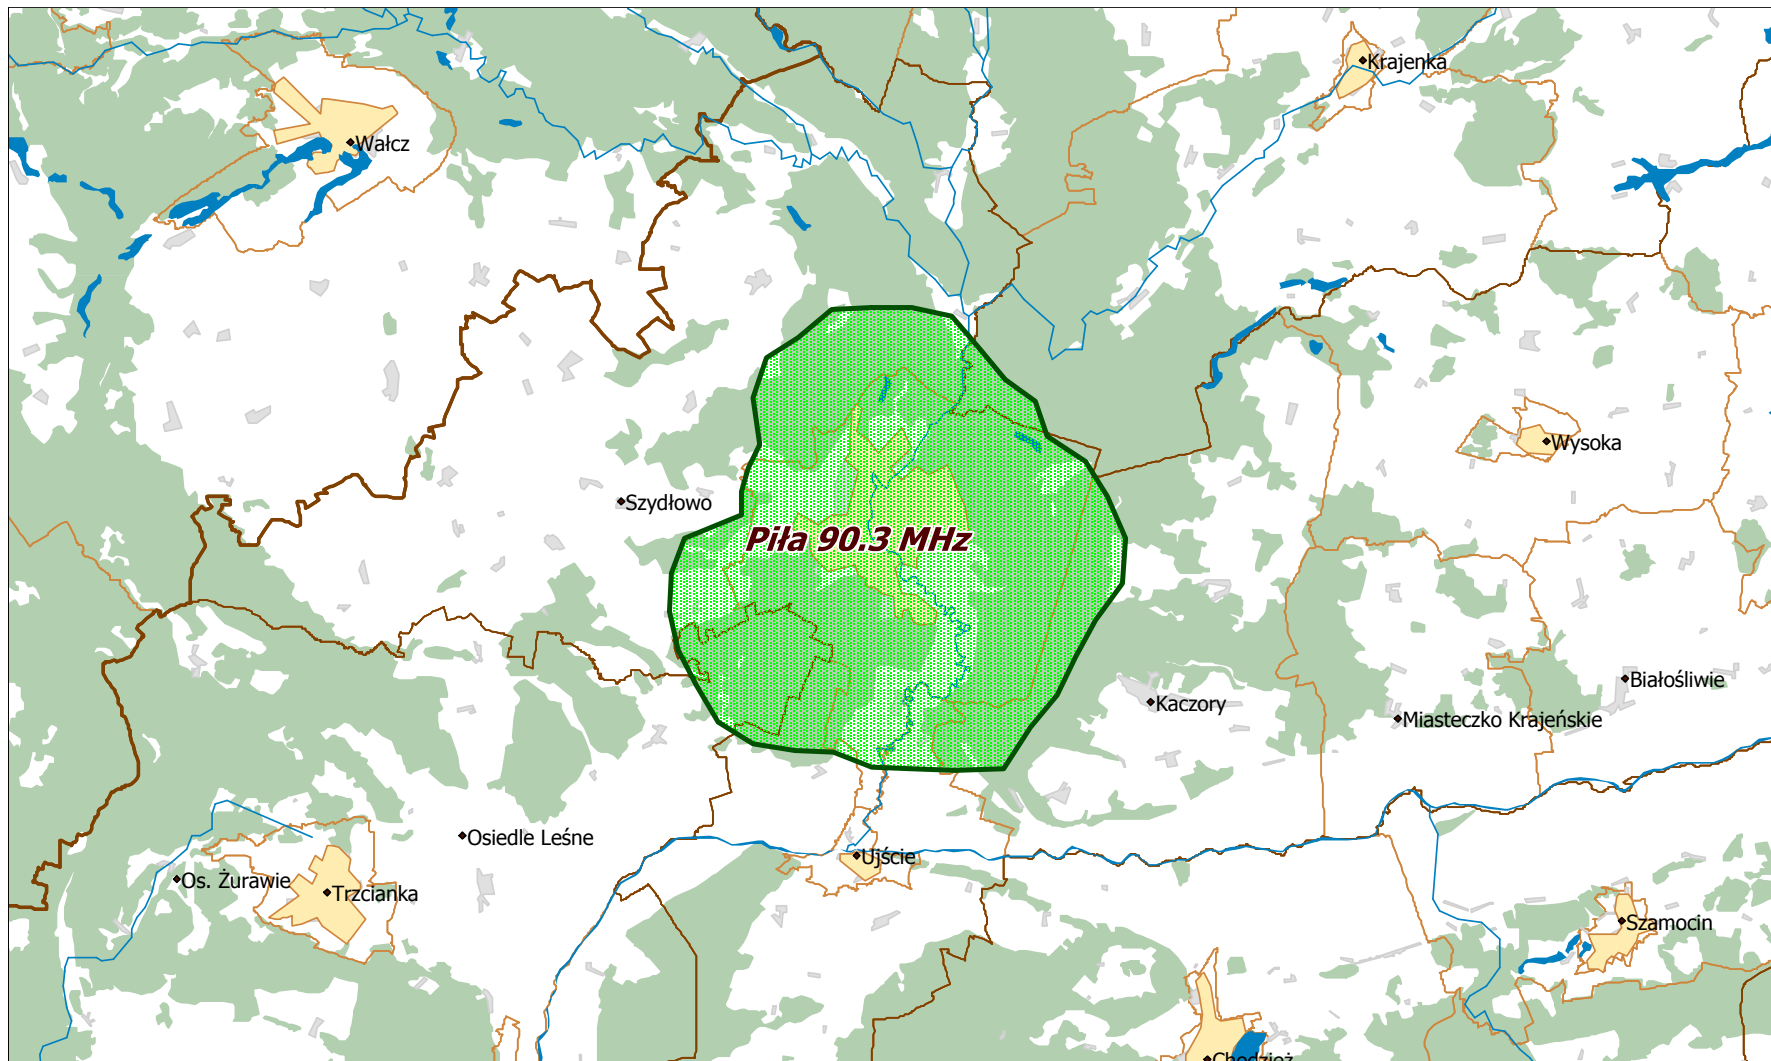 Krajenka
Wałcz
Wysoka
Szydłowo
Piła 90.3 MHz
Białośliwie
Kaczory
Miasteczko Krajeńskie
Osiedle Leśne
Ujście
Os. Żurawie
Trzcianka
Szamocin
Chodzież